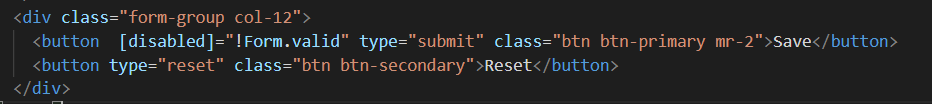 <div class="form-group col-12">
<button  [disabled]="!Form.valid" type="submit" class="btn btn-primary mr-2">Save</button>
<button type="reset" class="btn btn-secondary">Reset</button>
</div>